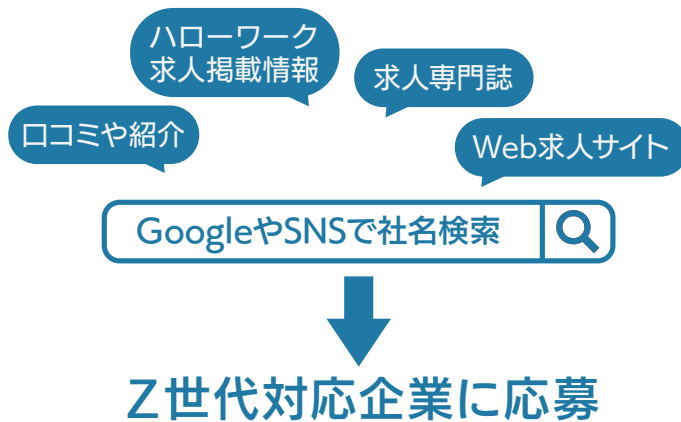 ハローワーク
求人掲載情報
求人専門誌
口コミや紹介
Web求人サイト
GoogleやSNSで社名検索
Z世代対応企業に応募